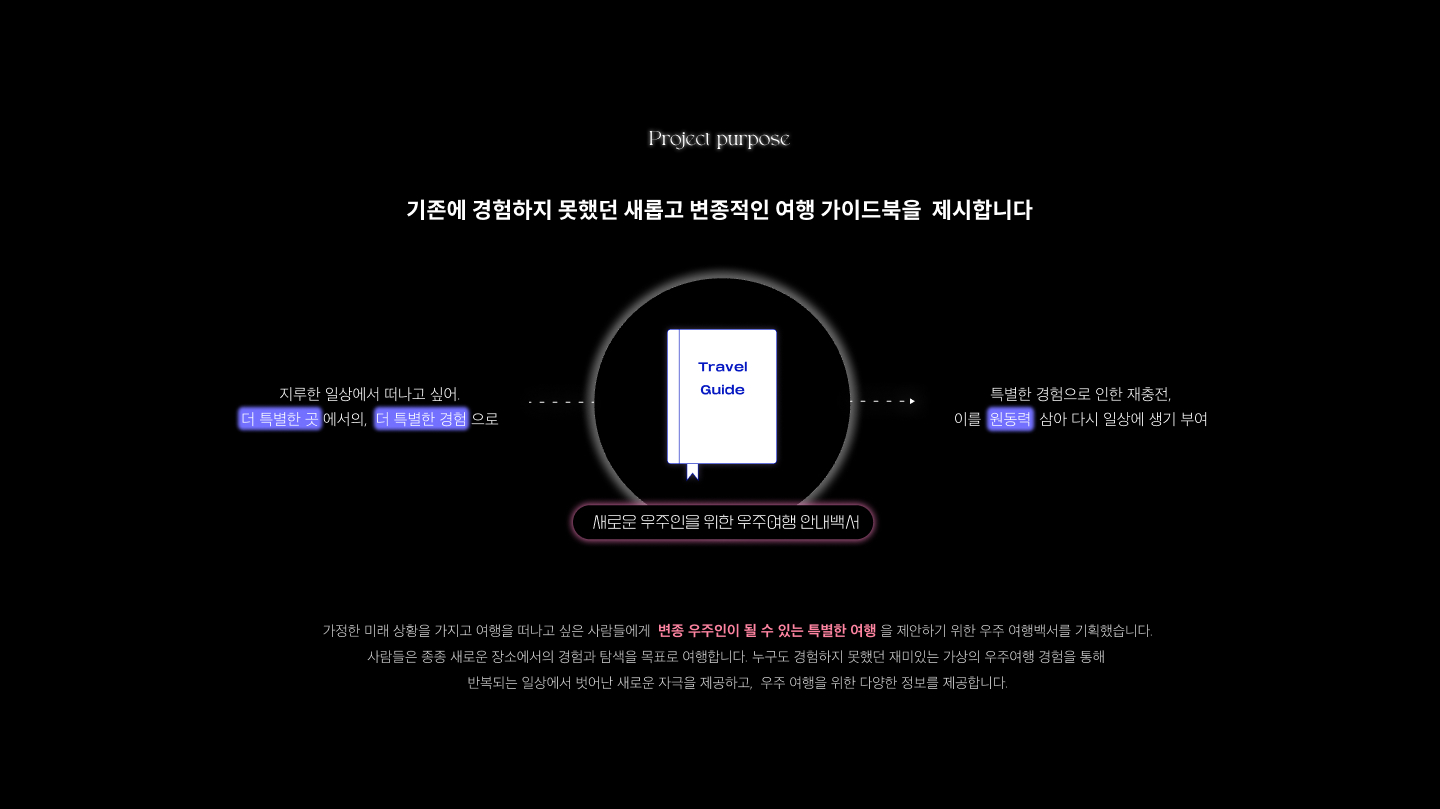 Project purpose
기존에 경험하지 못했던 새롭고 변종적인 여행 가이드북을 제시합니다
Travel
Guide
지루한 일상에서 떠나고 싶어.
더 특별한 곳 에서의, 더 특별한 경험 으로
특별한 경험으로 인한 재충전,
이를 원동력 삼아 다시 일상에 생기 부여
새로운 우주인을 위한 우주여행 안내백서
가정한 미래 상황을 가지고 여행을 떠나고 싶은 사람들에게 변종 우주인이 될 수 있는 특별한 여행 을 제안하기 위한 우주 여행백서를 기획했습니다.
사람들은 종종 새로운 장소에서의 경험과 탐색을 목표로 여행합니다. 누구도 경험하지 못했던 재미있는 가상의 우주여행 경험을 통해
반복되는 일상에서 벗어난 새로운 자극을 제공하고, 우주 여행을 위한 다양한 정보를 제공합니다.